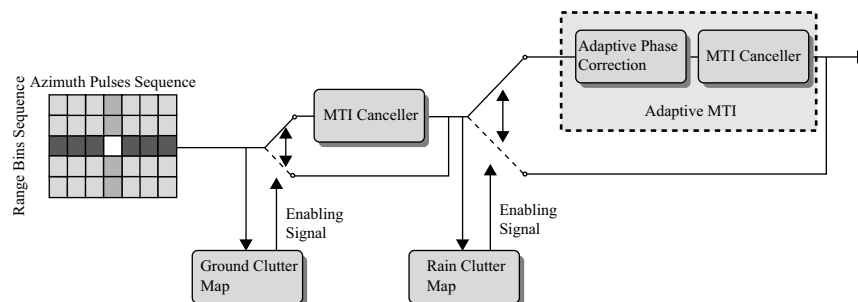 Azimuth Pulses Sequence
Range Bins Sequence
MTI Canceller
Enabling
Signal
Ground Clutter
Map
Adaptive Phase
Correction
MTI Canceller
Adaptive MTI
Enabling
Signal
Rain Clutter
Map